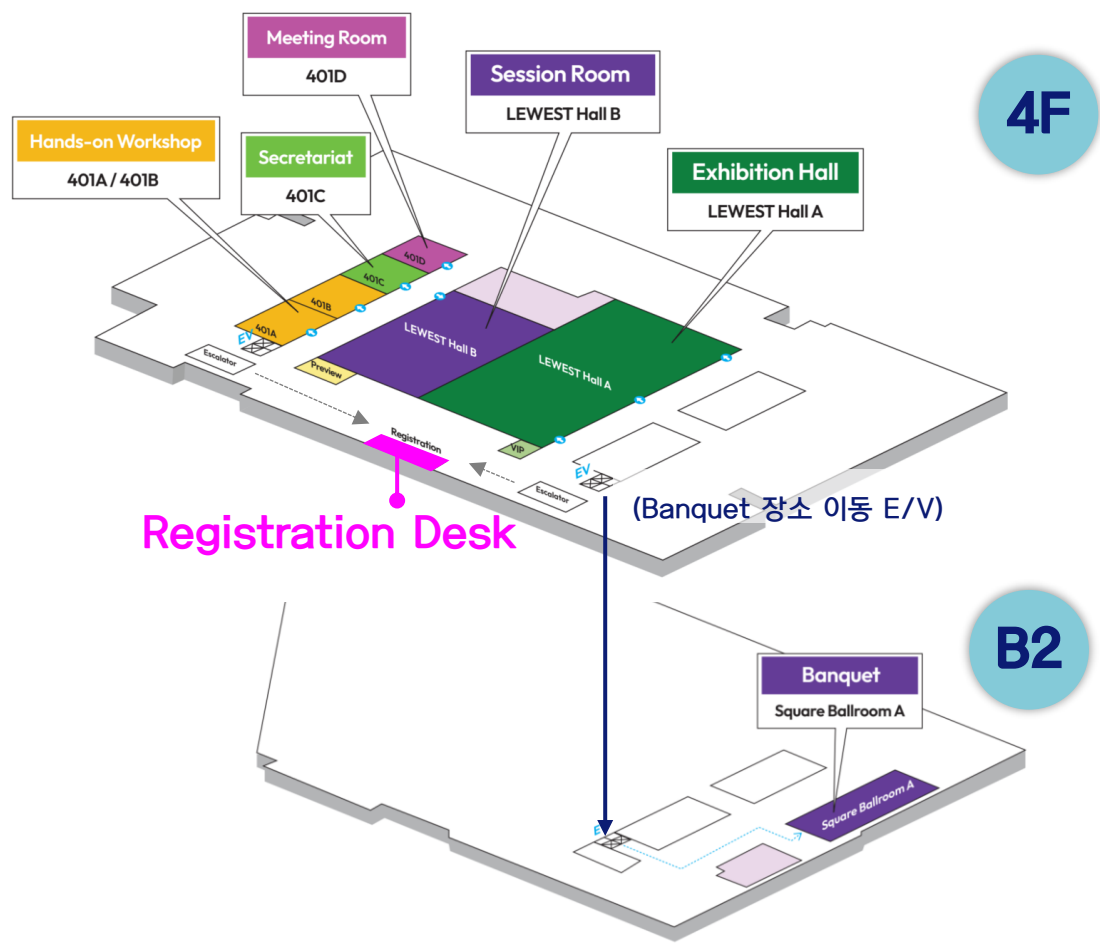 Meeting Room
401D
Session Room
LEWEST Hall B
4F
Hands-on Workshop
401A / 401B
Secretariat
401C
Exhibition Hall
LEWEST Hall A
401D
401C
401B
401A
EV
Escalator
LEWEST Hall B
LEWEST Hall A
Preview
Registration
VIP
EV
Escalator
(Banquet 장소 이동 E/V)
Registration Desk
B2
Banquet
Square Ballroom A
Square Ballroom A
E